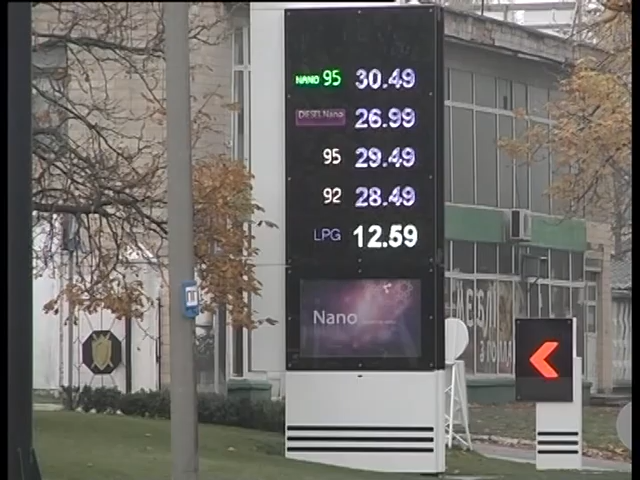 NANO 95 30.49
DIESEL Nano 26.99
95 29.49
92 28.49
LPG 12.59
Nano